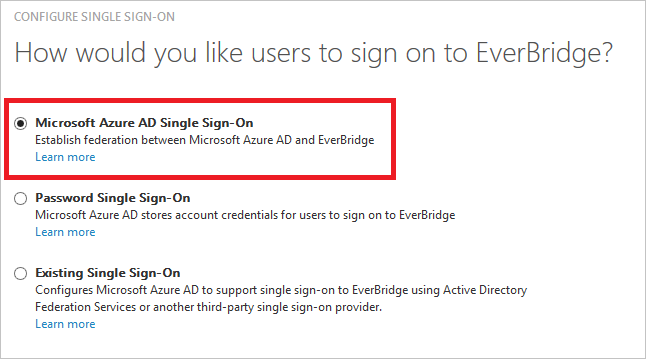 CONFIGURE SINGLE SIGN-ON
How would you like users to sign on to EverBridge?
Microsoft Azure AD Single Sign-On
Establish federation between Microsoft Azure AD and EverBridge
Learn more
Password Single Sign-On
Microsoft Azure AD stores account credentials for users to sign on to EverBridge
Learn more
Existing Single Sign-On
Configures Microsoft Azure AD to support single sign-on to EverBridge using Active Directory
Federation Services or another third-party single sign-on provider.
Learn more